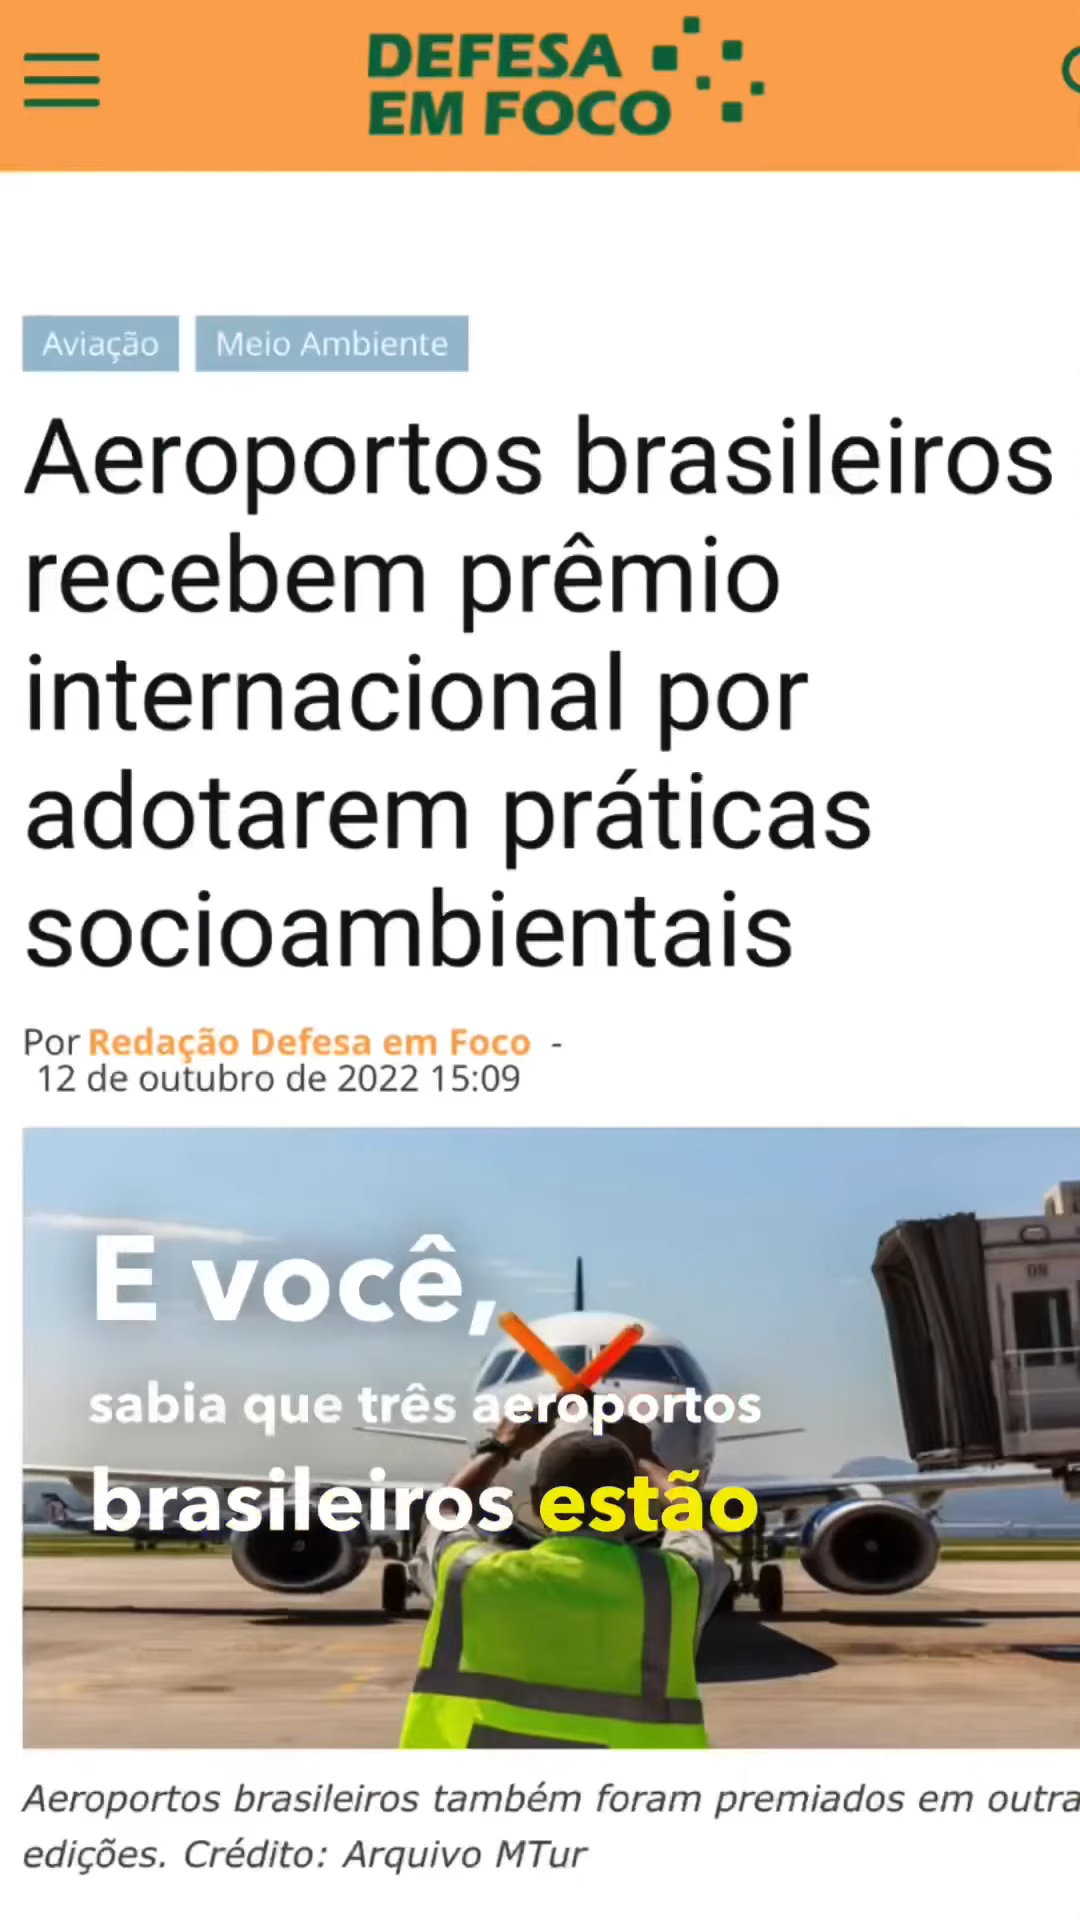 DEFESA
EM FOCO
Aviação
Meio Ambiente
Aeroportos brasileiros
recebem prêmio
internacional por
adotarem práticas
socioambientais
Por Redação Defesa em Foco -
12 de outubro de 2022 15:09
E você,
sabia que três aeroportos
brasileiros estão
Aeroportos brasileiros também foram premiados em outra
edições. Crédito: Arquivo MTur